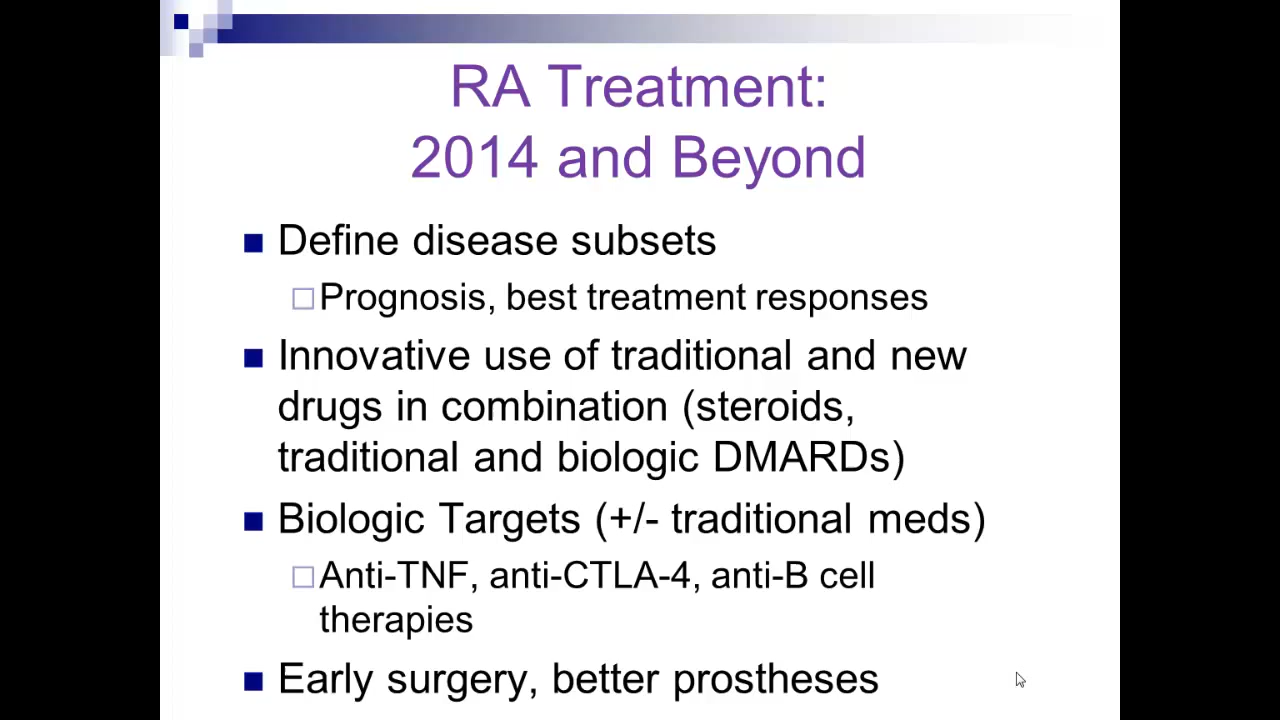 RA Treatment:
2014 and Beyond
Define disease subsets
Prognosis, best treatment responses
Innovative use of traditional and new
drugs in combination (steroids,
traditional and biologic DMARDs)
Biologic Targets (+/- traditional meds)
Anti-TNF, anti-CTLA-4, anti-B cell
therapies
Early surgery, better prostheses